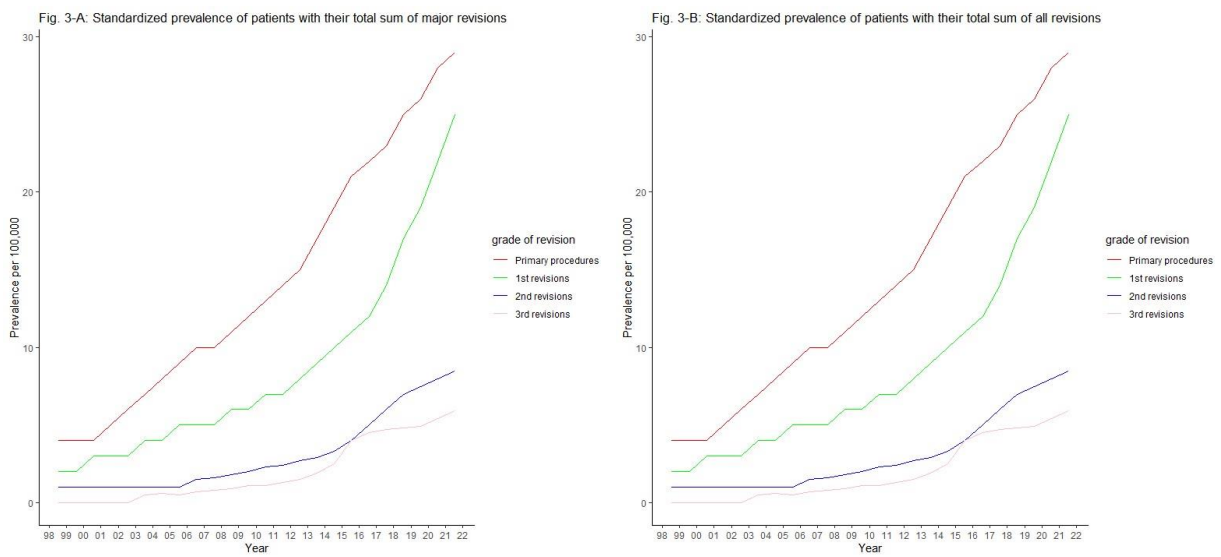 Fig. 3-A: Standardized prevalence of patients with their total sum of major revisions
30
20
10
0
Prevalence per 100,000
98 99 00 01 02 03 04 05 06 07 08 09 10 11 12 13 14 15 16 17 18 19 20 21 22
Year
grade of revision
Primary procedures
1st revisions
2nd revisions
3rd revisions
Fig. 3-B: Standardized prevalence of patients with their total sum of all revisions
30
20
10
0
Prevalence per 100,000
98 99 00 01 02 03 04 05 06 07 08 09 10 11 12 13 14 15 16 17 18 19 20 21 22
Year
grade of revision
Primary procedures
1st revisions
2nd revisions
3rd revisions